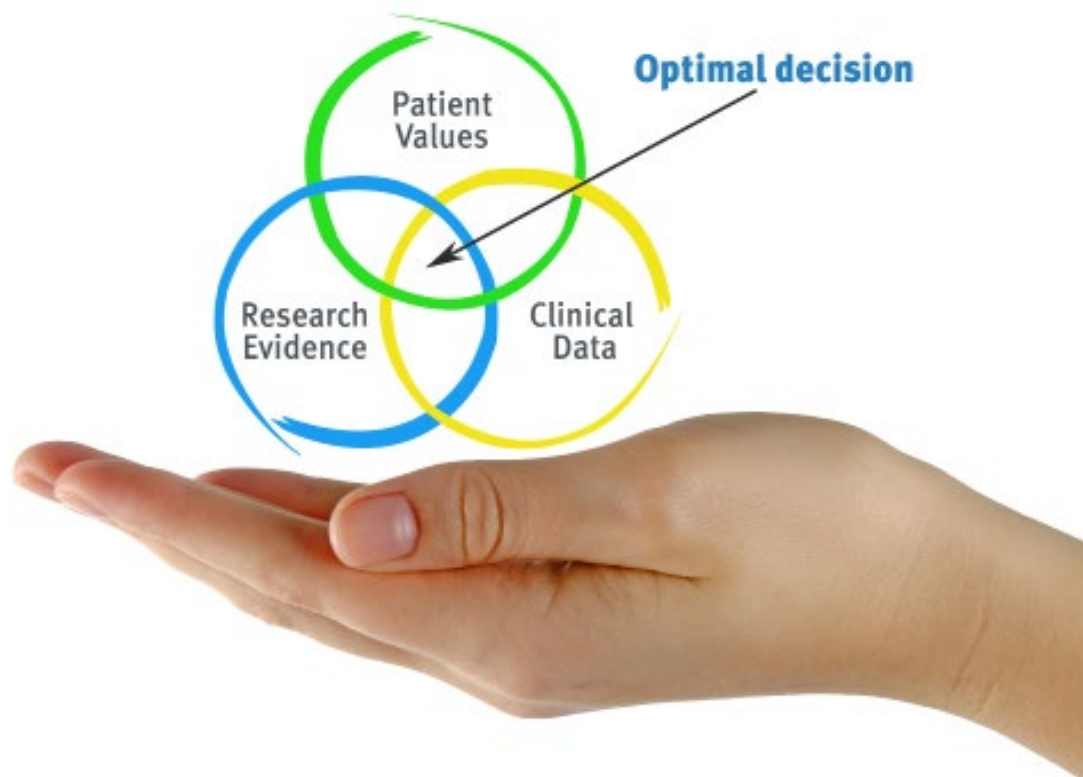 Optimal decision
Patient
Values
Research
Evidence
Clinical
Data